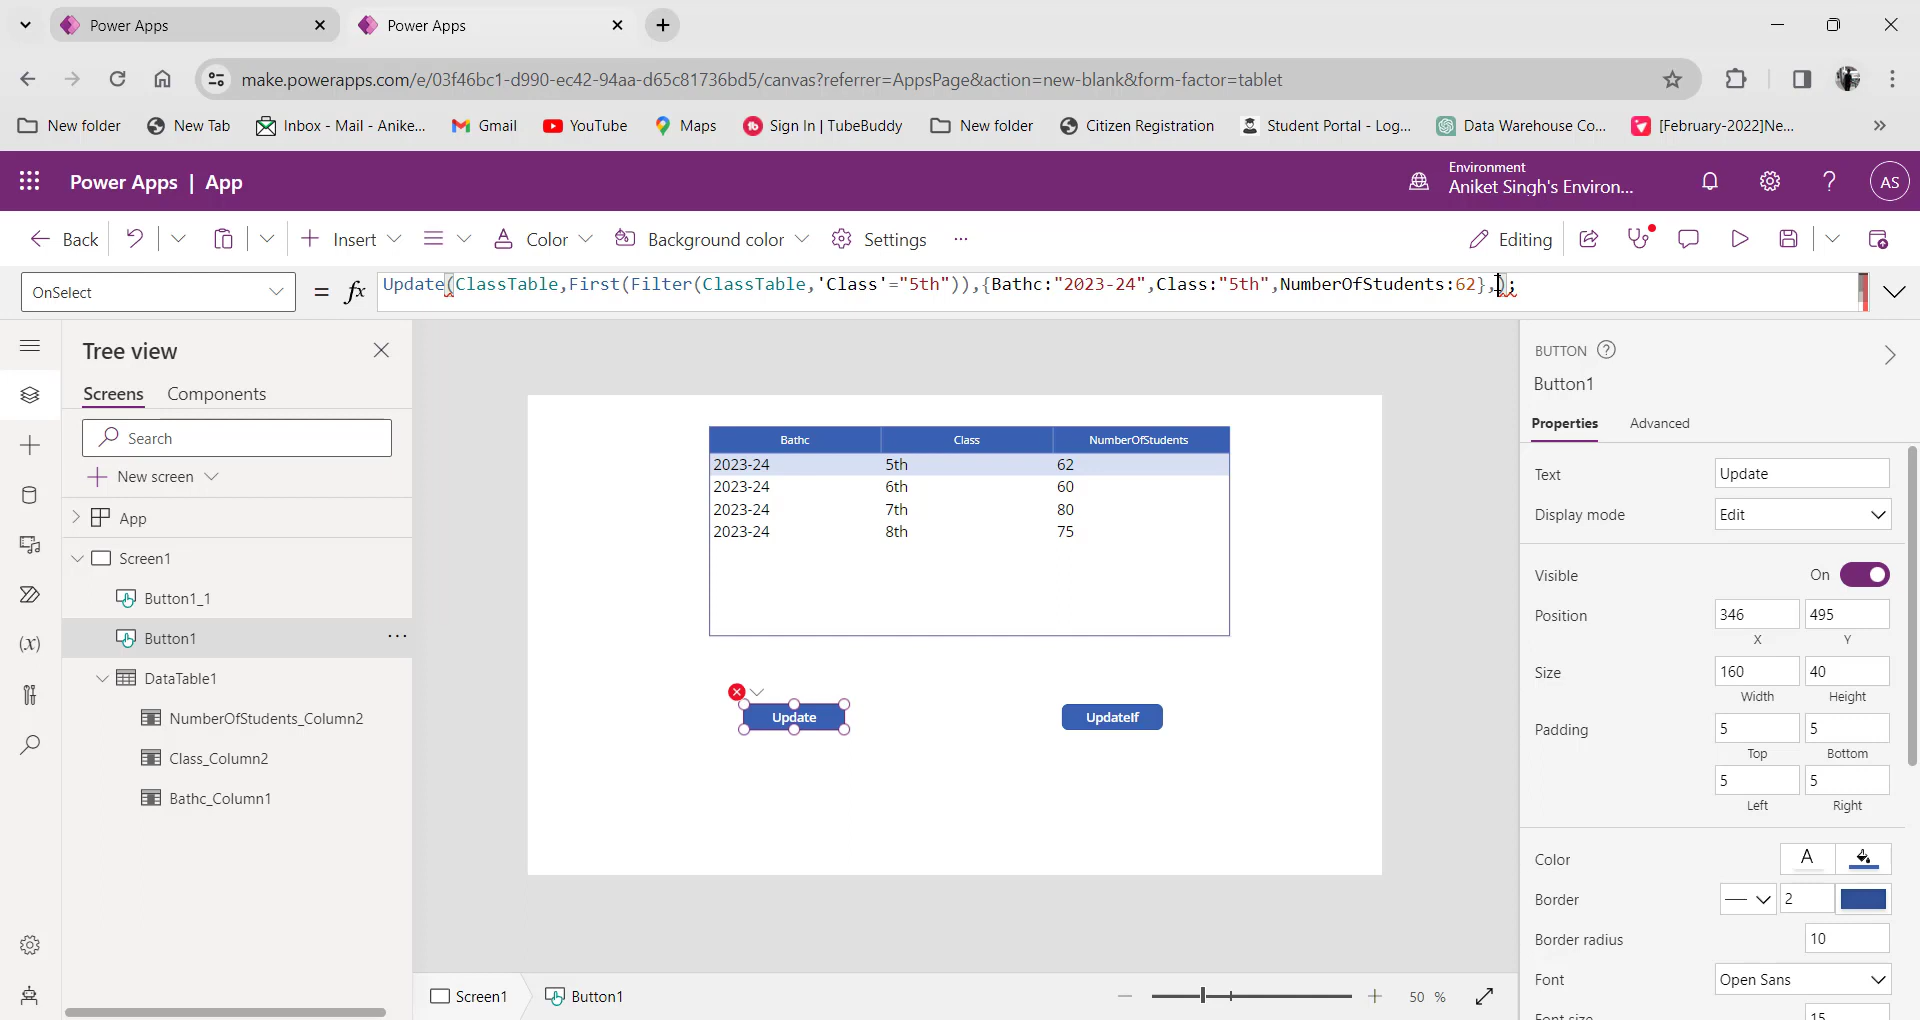 Power Apps
Power Apps
make.powerapps.com/e/03f46bc1-d990-ec42-94aa-d65c81736bd5/canvas?referrer=AppsPage&action=new-blank&form-factor=tablet
New folder
New Tab
Inbox - Mail - Anike...
Gmail
YouTube
Maps
Sign In | TubeBuddy
New folder
Citizen Registration
Student Portal - Log...
Data Warehouse Co...
[February-2022]Ne...
Power Apps | App
Environment
Aniket Singh's Environ...
AS
Back
Insert
Color
Background color
Settings
...
Editing
OnSelect
= fx
Update(ClassTable,First(Filter(ClassTable,'Class'="5th")),{Bathc:"2023-24",Class:"5th",NumberOfStudents:62},);
Tree view
Screens
Components
Search
New screen
App
Screen1
Button1_1
Button1
...
DataTable1
NumberOfStudents_Column2
Class_Column2
Bathc_Column1
Bathc Class NumberOfStudents
2023-24 5th 62
2023-24 6th 60
2023-24 7th 80
2023-24 8th 75
Update
UpdateIf
Screen1
Button1
50 %
BUTTON
Button1
Properties
Advanced
Text Update
Display mode Edit
Visible On
Position 346 495
X Y
Size 160 40
Width Height
Padding 5 5
Top Bottom
5 5
Left Right
Color A
Border 2
Border radius 10
Font Open Sans
Font size 15